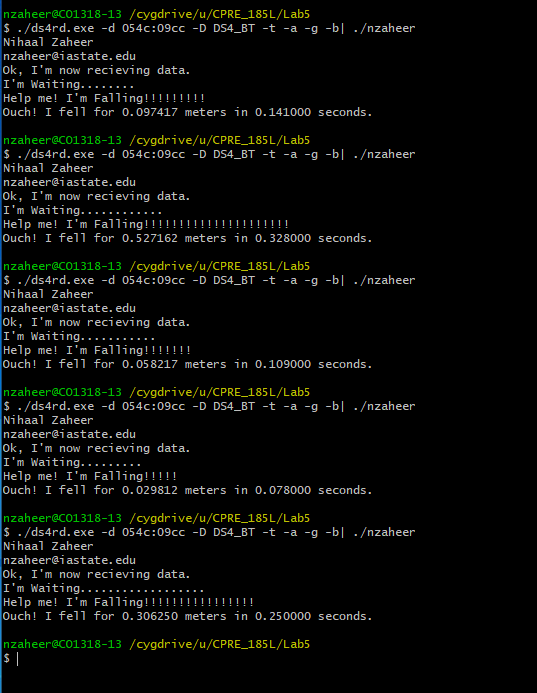 nzaheer@CO1318-13 /cygdrive/u/CPRE_185L/Lab5
$ ./ds4rd.exe -d 054c:09cc -D DS4_BT -t -a -g -b| ./nzaheer
Nihaal Zaheer
nzaheer@iastate.edu
Ok, I'm now recieving data.
I'm Waiting........
Help me! I'm Falling!!!!!!!!!
Ouch! I fell for 0.097417 meters in 0.141000 seconds.
nzaheer@CO1318-13 /cygdrive/u/CPRE_185L/Lab5
$ ./ds4rd.exe -d 054c:09cc -D DS4_BT -t -a -g -b| ./nzaheer
Nihaal Zaheer
nzaheer@iastate.edu
Ok, I'm now recieving data.
I'm Waiting............
Help me! I'm Falling!!!!!!!!!!!!!!!!!!!!!!
Ouch! I fell for 0.527162 meters in 0.328000 seconds.
nzaheer@CO1318-13 /cygdrive/u/CPRE_185L/Lab5
$ ./ds4rd.exe -d 054c:09cc -D DS4_BT -t -a -g -b| ./nzaheer
Nihaal Zaheer
nzaheer@iastate.edu
Ok, I'm now recieving data.
I'm Waiting...........
Help me! I'm Falling!!!!!!!
Ouch! I fell for 0.058217 meters in 0.109000 seconds.
nzaheer@CO1318-13 /cygdrive/u/CPRE_185L/Lab5
$ ./ds4rd.exe -d 054c:09cc -D DS4_BT -t -a -g -b| ./nzaheer
Nihaal Zaheer
nzaheer@iastate.edu
Ok, I'm now recieving data.
I'm Waiting.........
Help me! I'm Falling!!!!!
Ouch! I fell for 0.029812 meters in 0.078000 seconds.
nzaheer@CO1318-13 /cygdrive/u/CPRE_185L/Lab5
$ ./ds4rd.exe -d 054c:09cc -D DS4_BT -t -a -g -b| ./nzaheer
Nihaal Zaheer
nzaheer@iastate.edu
Ok, I'm now recieving data.
I'm Waiting..................
Help me! I'm Falling!!!!!!!!!!!!!!!!!
Ouch! I fell for 0.306250 meters in 0.250000 seconds.
nzaheer@CO1318-13 /cygdrive/u/CPRE_185L/Lab5
$